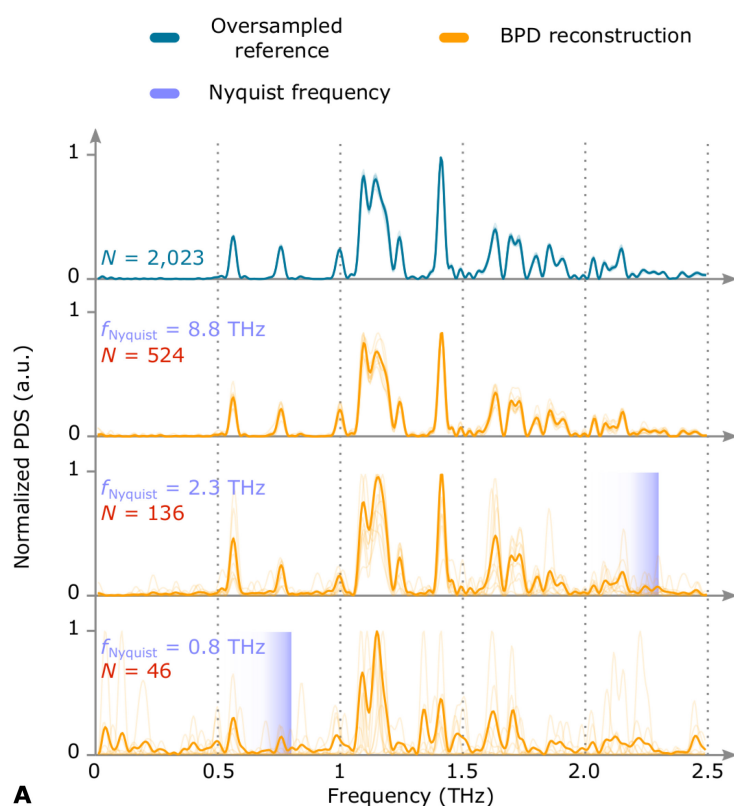 Oversampled
reference
BPD reconstruction
Nyquist frequency
Normalized PDS (a.u.)
1
N = 2,023
0
1
fNyquist = 8.8 THz
N = 524
0
1
fNyquist = 2.3 THz
N = 136
0
1
fNyquist = 0.8 THz
N = 46
0
0 0.5 1 1.5 2.0 2.5
A Frequency (THz)